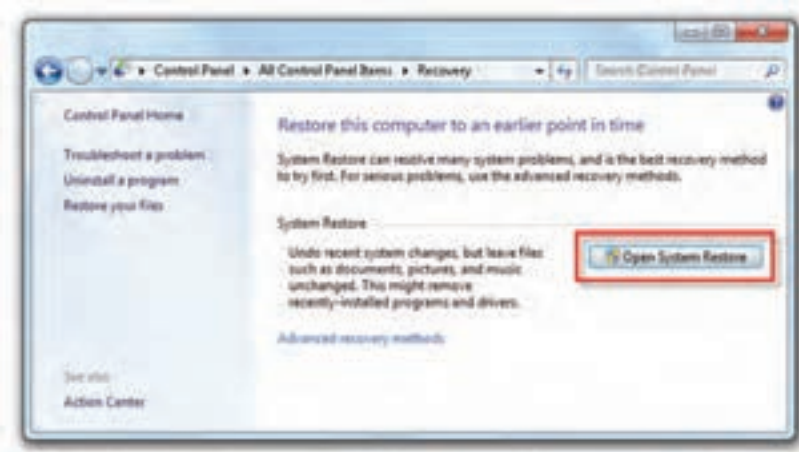 Control Panel ▸ All Control Panel Items ▸ Recovery
Search Control Panel
Control Panel Home
Troubleshoot a problem
Uninstall a program
Restore your files
Restore this computer to an earlier point in time
System Restore can resolve many system problems, and is the best recovery method
to try first. For serious problems, use the advanced recovery methods.
System Restore
Undo recent system changes, but leave files
such as documents, pictures, and music
unchanged. This might remove
recently-installed programs and drivers.
Open System Restore
Advanced recovery methods
See also
Action Center